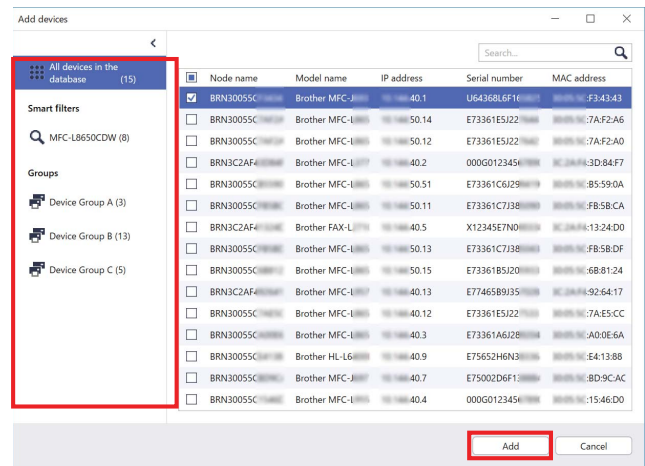 Add devices
All devices in the
database (15)
Smart filters
MFC-L8650CDW (8)
Groups
Device Group A (3)
Device Group B (13)
Device Group C (5)
Search...
Node name Model name IP address Serial number MAC address
BRN30055C Brother MFC-J 40.1 U64368L6F16 :F3:43:43
BRN30055C Brother MFC-L 50.14 E73361E5J22 :7A:F2:A6
BRN30055C Brother MFC-L 50.12 E73361E5J22 :7A:F2:A0
BRN3C2AF4 Brother MFC-L 40.2 000G012345 :3D:84:F7
BRN30055C Brother MFC-L 50.51 E73361C6J29 :B5:59:0A
BRN30055C Brother MFC-L 50.11 E73361C7J38 :FB:5B:CA
BRN3C2AF4 Brother FAX-L 40.5 X12345E7N0 :13:24:D0
BRN30055C Brother MFC-L 50.13 E73361C7J38 :FB:5B:DF
BRN30055C Brother MFC-L 50.15 E73361B5J20 :6B:81:24
BRN3C2AF4 Brother MFC-L 40.13 E77465B9J35 :92:64:17
BRN30055C Brother MFC-L 40.12 E73361E5J22 :7A:E5:CC
BRN30055C Brother MFC-L 40.3 E73361A6J28 :A0:0E:6A
BRN30055C Brother HL-L6 40.9 E75652H6N3 :E4:13:88
BRN30055C Brother MFC-J 40.7 E75002D6F1 :BD:9C:AC
BRN30055C Brother MFC-L 40.4 000G012345 :15:46:D0
Add Cancel